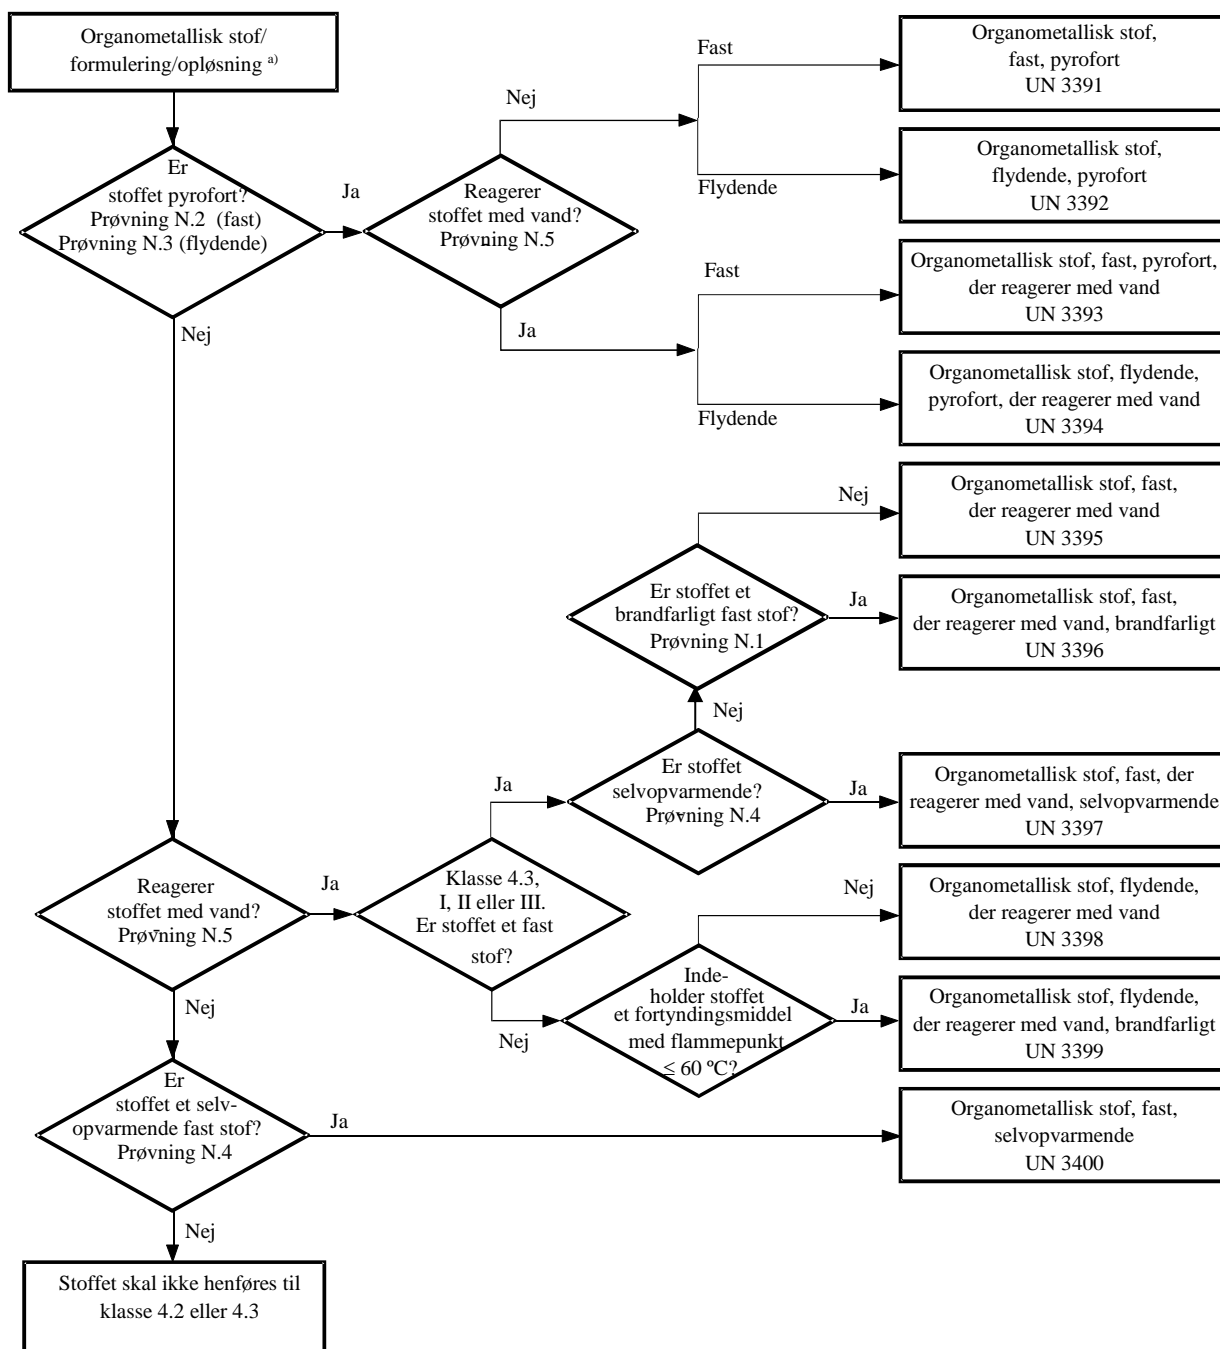 Organometallisk stof/
formulering/opløsning a)
Er
stoffet pyrofort?
Prøvning N.2 (fast)
Prøvning N.3 (flydende)
Ja
Nej
Reagerer
stoffet med vand?
Prøvning N.5
Nej
Ja
Fast
Flydende
Fast
Flydende
Organometallisk stof,
fast, pyrofort
UN 3391
Organometallisk stof,
flydende, pyrofort
UN 3392
Organometallisk stof, fast, pyrofort,
der reagerer med vand
UN 3393
Organometallisk stof, flydende,
pyrofort, der reagerer med vand
UN 3394
Nej
Organometallisk stof, fast,
der reagerer med vand
UN 3395
Er stoffet et
brandfarligt fast stof?
Prøvning N.1
Ja
Organometallisk stof, fast,
der reagerer med vand, brandfarligt
UN 3396
Nej
Er stoffet
selvopvarmende?
Prøvning N.4
Ja
Ja
Organometallisk stof, fast, der
reagerer med vand, selvopvarmende
UN 3397
Reagerer
stoffet med vand?
Prøvning N.5
Ja
Klasse 4.3,
I, II eller III.
Er stoffet et fast
stof?
Nej
Organometallisk stof, flydende,
der reagerer med vand
UN 3398
Nej
Nej
Inde-
holder stoffet
et fortyndingsmiddel
med flammepunkt
≤ 60 ºC?
Ja
Organometallisk stof, flydende,
der reagerer med vand, brandfarligt
UN 3399
Er
stoffet et selv-
opvarmende fast stof?
Prøvning N.4
Ja
Organometallisk stof, fast,
selvopvarmende
UN 3400
Nej
Stoffet skal ikke henføres til
klasse 4.2 eller 4.3